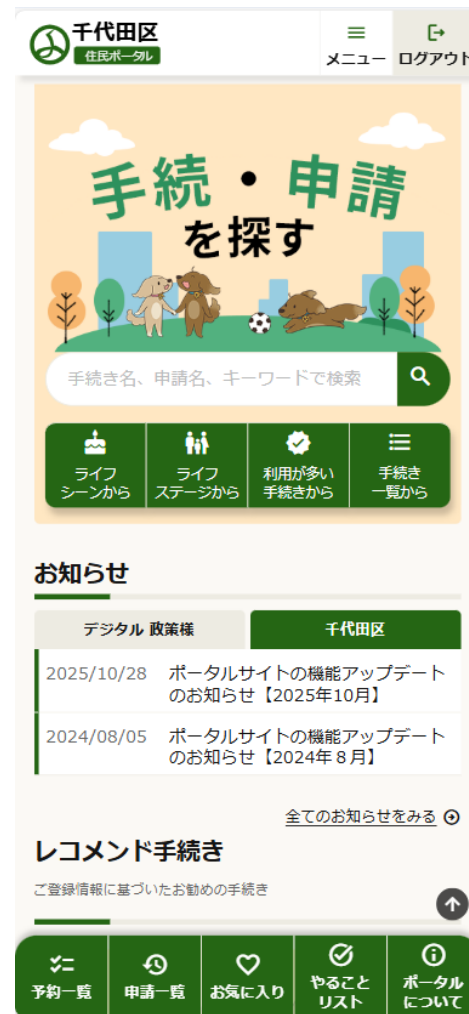 千代田区
住民ポータル
メニュー
ログアウト
手続・申請
を探す
手続き名、申請名、キーワードで検索
ライフ
シーンから
ライフ
ステージから
利用が多い
手続きから
手続き
一覧から
お知らせ
デジタル 政策様
千代田区
2025/10/28 ポータルサイトの機能アップデート
のお知らせ【2025年10月】
2024/08/05 ポータルサイトの機能アップデート
のお知らせ【2024年８月】
全てのお知らせをみる
レコメンド手続き
ご登録情報に基づいたお勧めの手続き
予約一覧
申請一覧
お気に入り
やること
リスト
ポータル
について